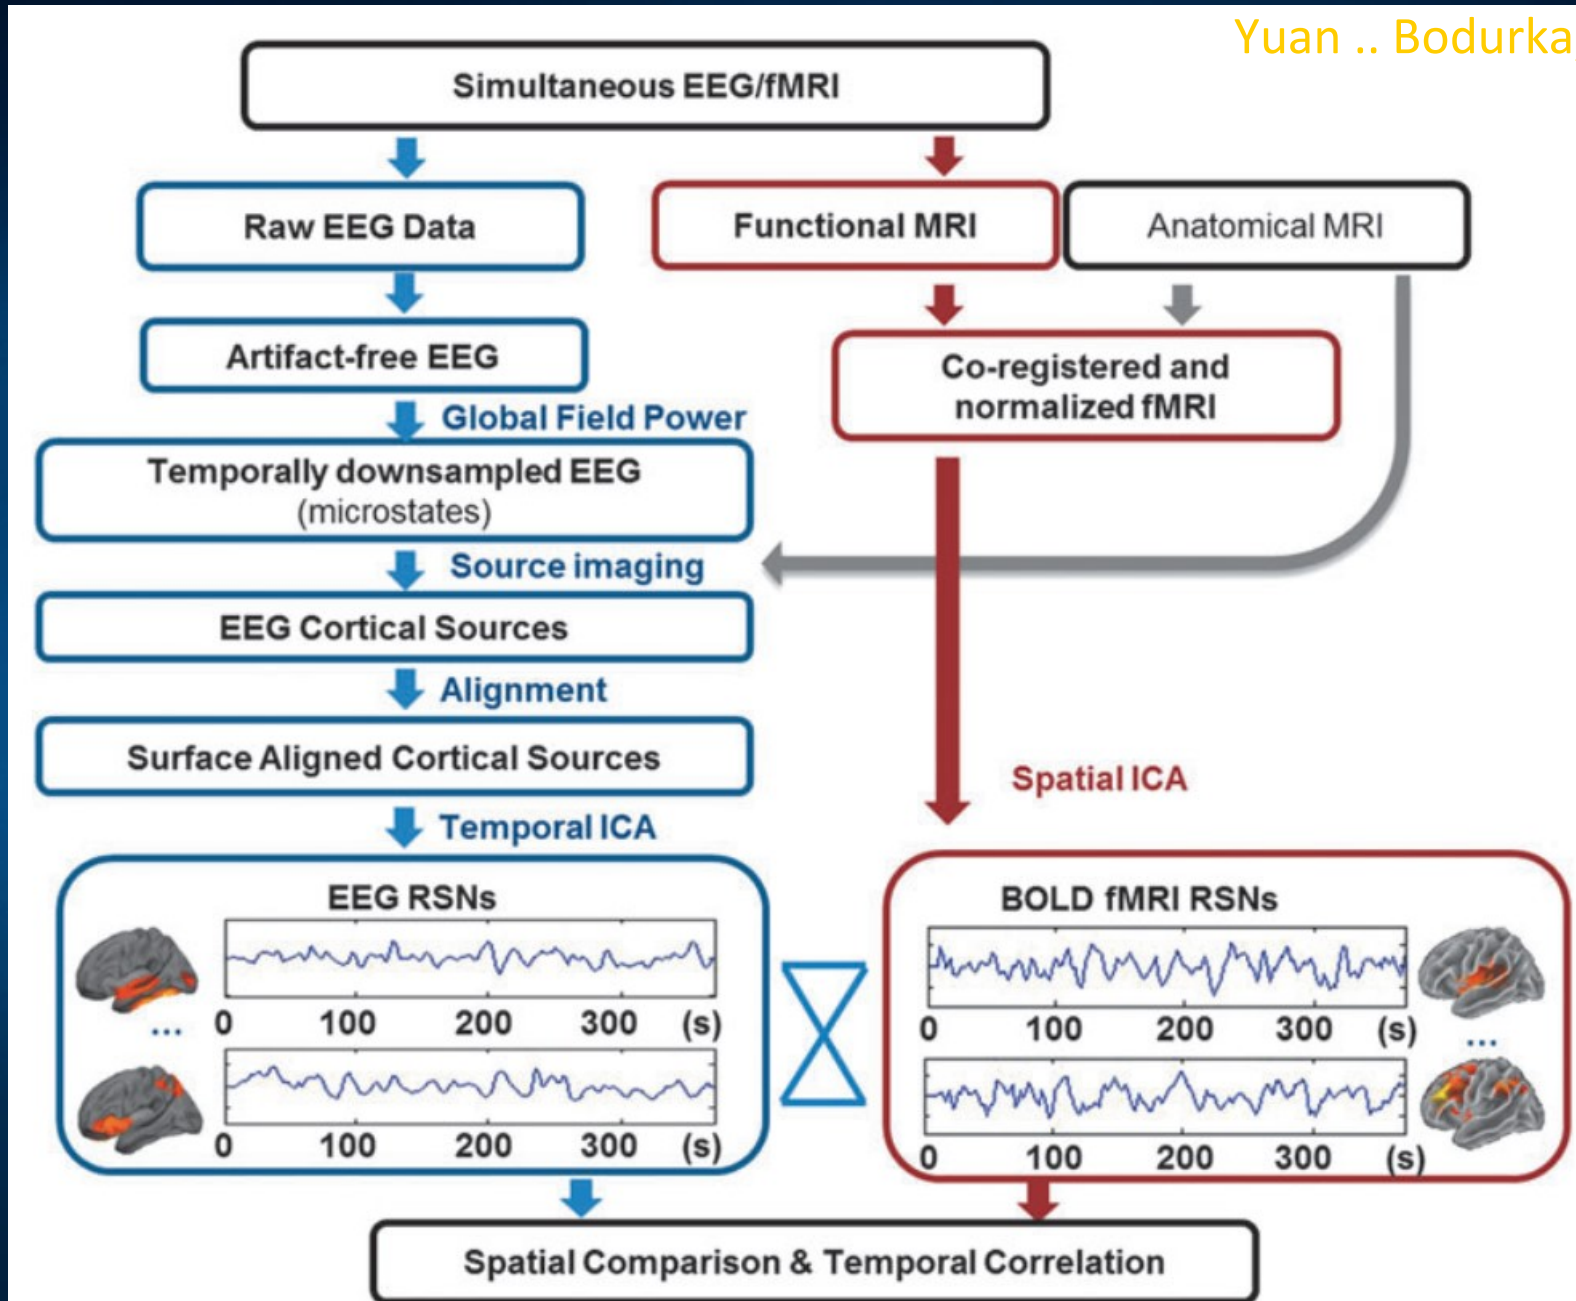 Yuan .. Bodurka
Simultaneous EEG/fMRI
Raw EEG Data
Functional MRI
Anatomical MRI
Artifact-free EEG
Co-registered and
normalized fMRI
Global Field Power
Temporally downsampled EEG
(microstates)
Source imaging
EEG Cortical Sources
Alignment
Surface Aligned Cortical Sources
Spatial ICA
Temporal ICA
EEG RSNs
...
0 100 200 300 (s)
0 100 200 300 (s)
BOLD fMRI RSNs
0 100 200 300 (s)
...
0 100 200 300 (s)
Spatial Comparison & Temporal Correlation